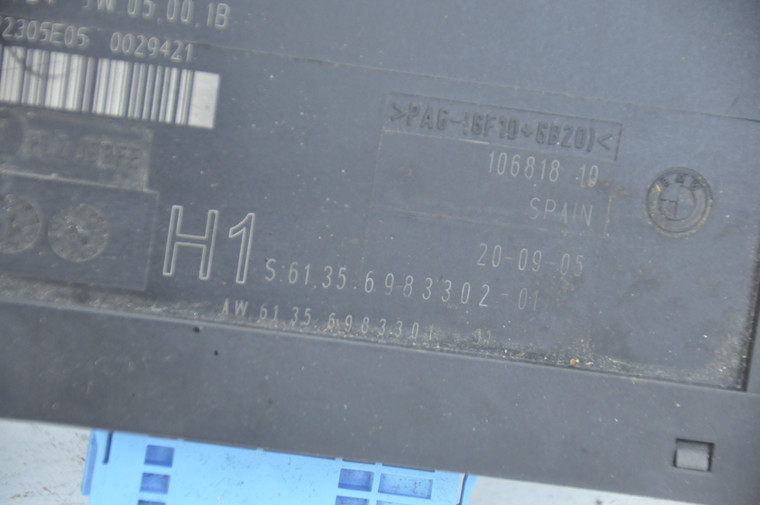 SW 05.00.1B
2305E05 0029421
>PA6-(GF10+GB20)<
106818 10
SPAIN
20-09-05
H1
S:61.35.6983302-01
AW 61.35.6983301